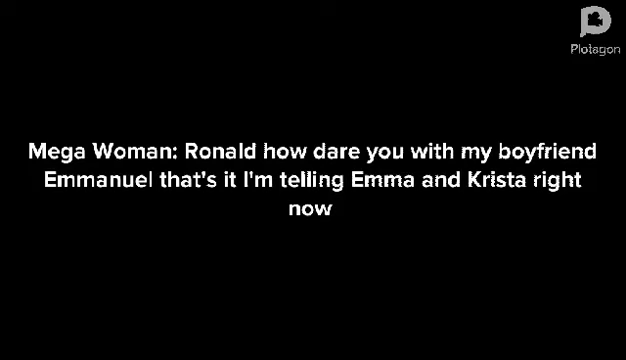 Plotagon
Mega Woman: Ronald how dare you with my boyfriend
Emmanuel that's it I'm telling Emma and Krista right
now